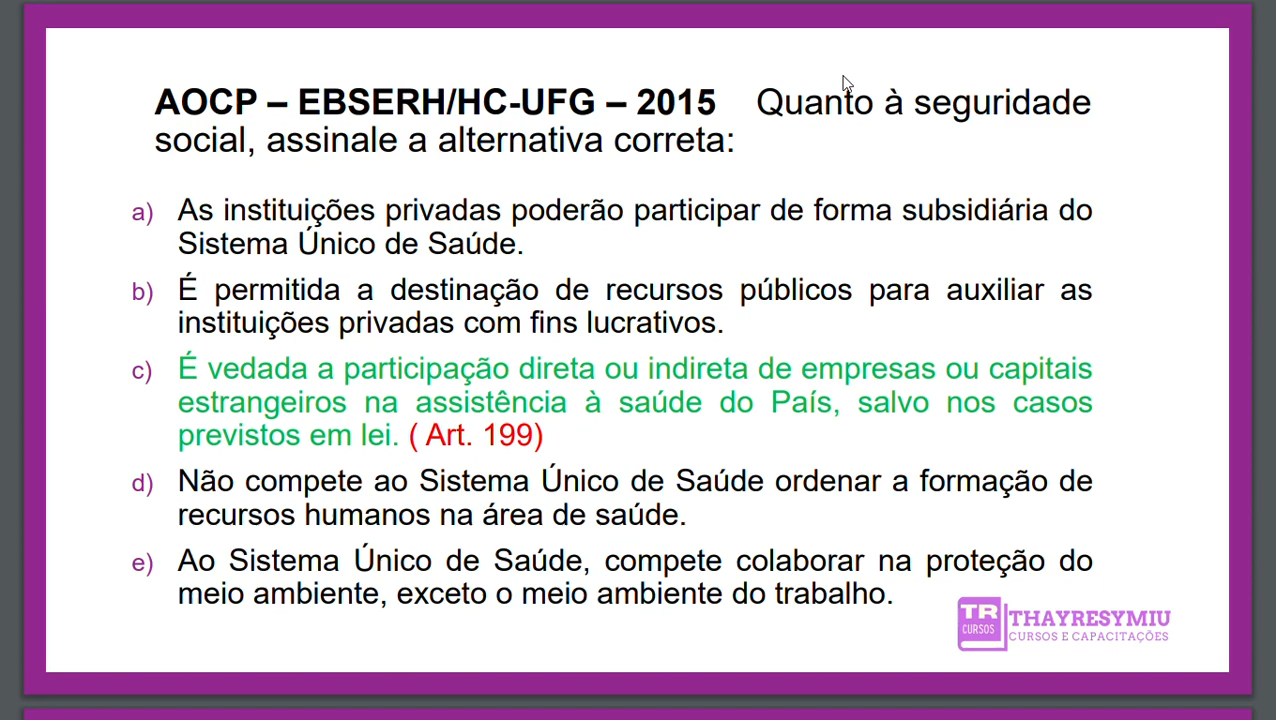 AOCP – EBSERH/HC-UFG – 2015 Quanto à seguridade
social, assinale a alternativa correta:
a) As instituições privadas poderão participar de forma subsidiária do
Sistema Único de Saúde.
b) É permitida a destinação de recursos públicos para auxiliar as
instituições privadas com fins lucrativos.
c) É vedada a participação direta ou indireta de empresas ou capitais
estrangeiros na assistência à saúde do País, salvo nos casos
previstos em lei. ( Art. 199)
d) Não compete ao Sistema Único de Saúde ordenar a formação de
recursos humanos na área de saúde.
e) Ao Sistema Único de Saúde, compete colaborar na proteção do
meio ambiente, exceto o meio ambiente do trabalho.
TR
CURSOS
THAYRESYMIU
CURSOS E CAPACITAÇÕES